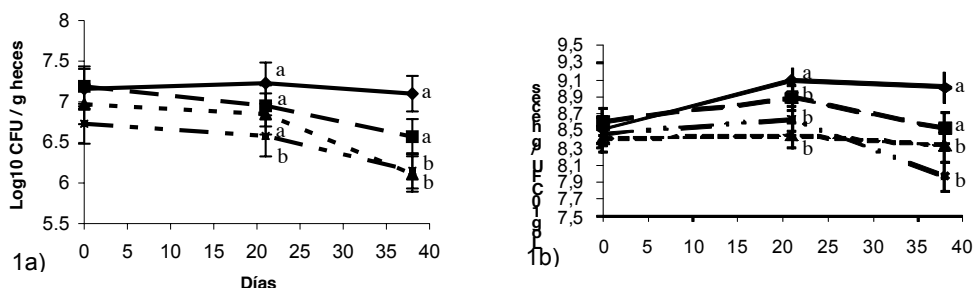 8
7.5
7
6.5
6
5.5
Log10 CFU / g heces
a
a
a
b
a
a
b
b
0 5 10 15 20 25 30 35 40
Días
1a)
9,5
9,3
9,1
8,9
8,7
8,5
8,3
8,1
7,9
7,7
7,5
Log10CFU/g heces
a
b
b
b
a
a
b
b
0 5 10 15 20 25 30 35 40
1b)